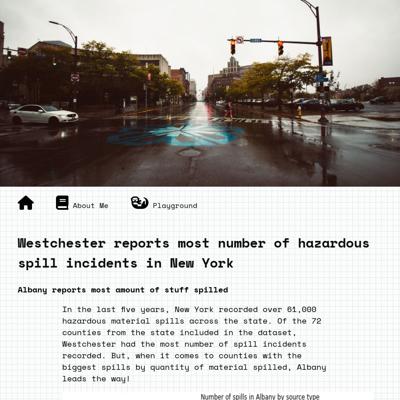 About Me
Playground
Westchester reports most number of hazardous
spill incidents in New York
Albany reports most amount of stuff spilled
In the last five years, New York recorded over 61,000
hazardous material spills across the state. Of the 72
counties from the state included in the dataset,
Westchester had the most number of spill incidents
recorded. But, when it comes to counties with the
biggest spills by quantity of material spilled, Albany
leads the way!
Number of spills in Albany by source type